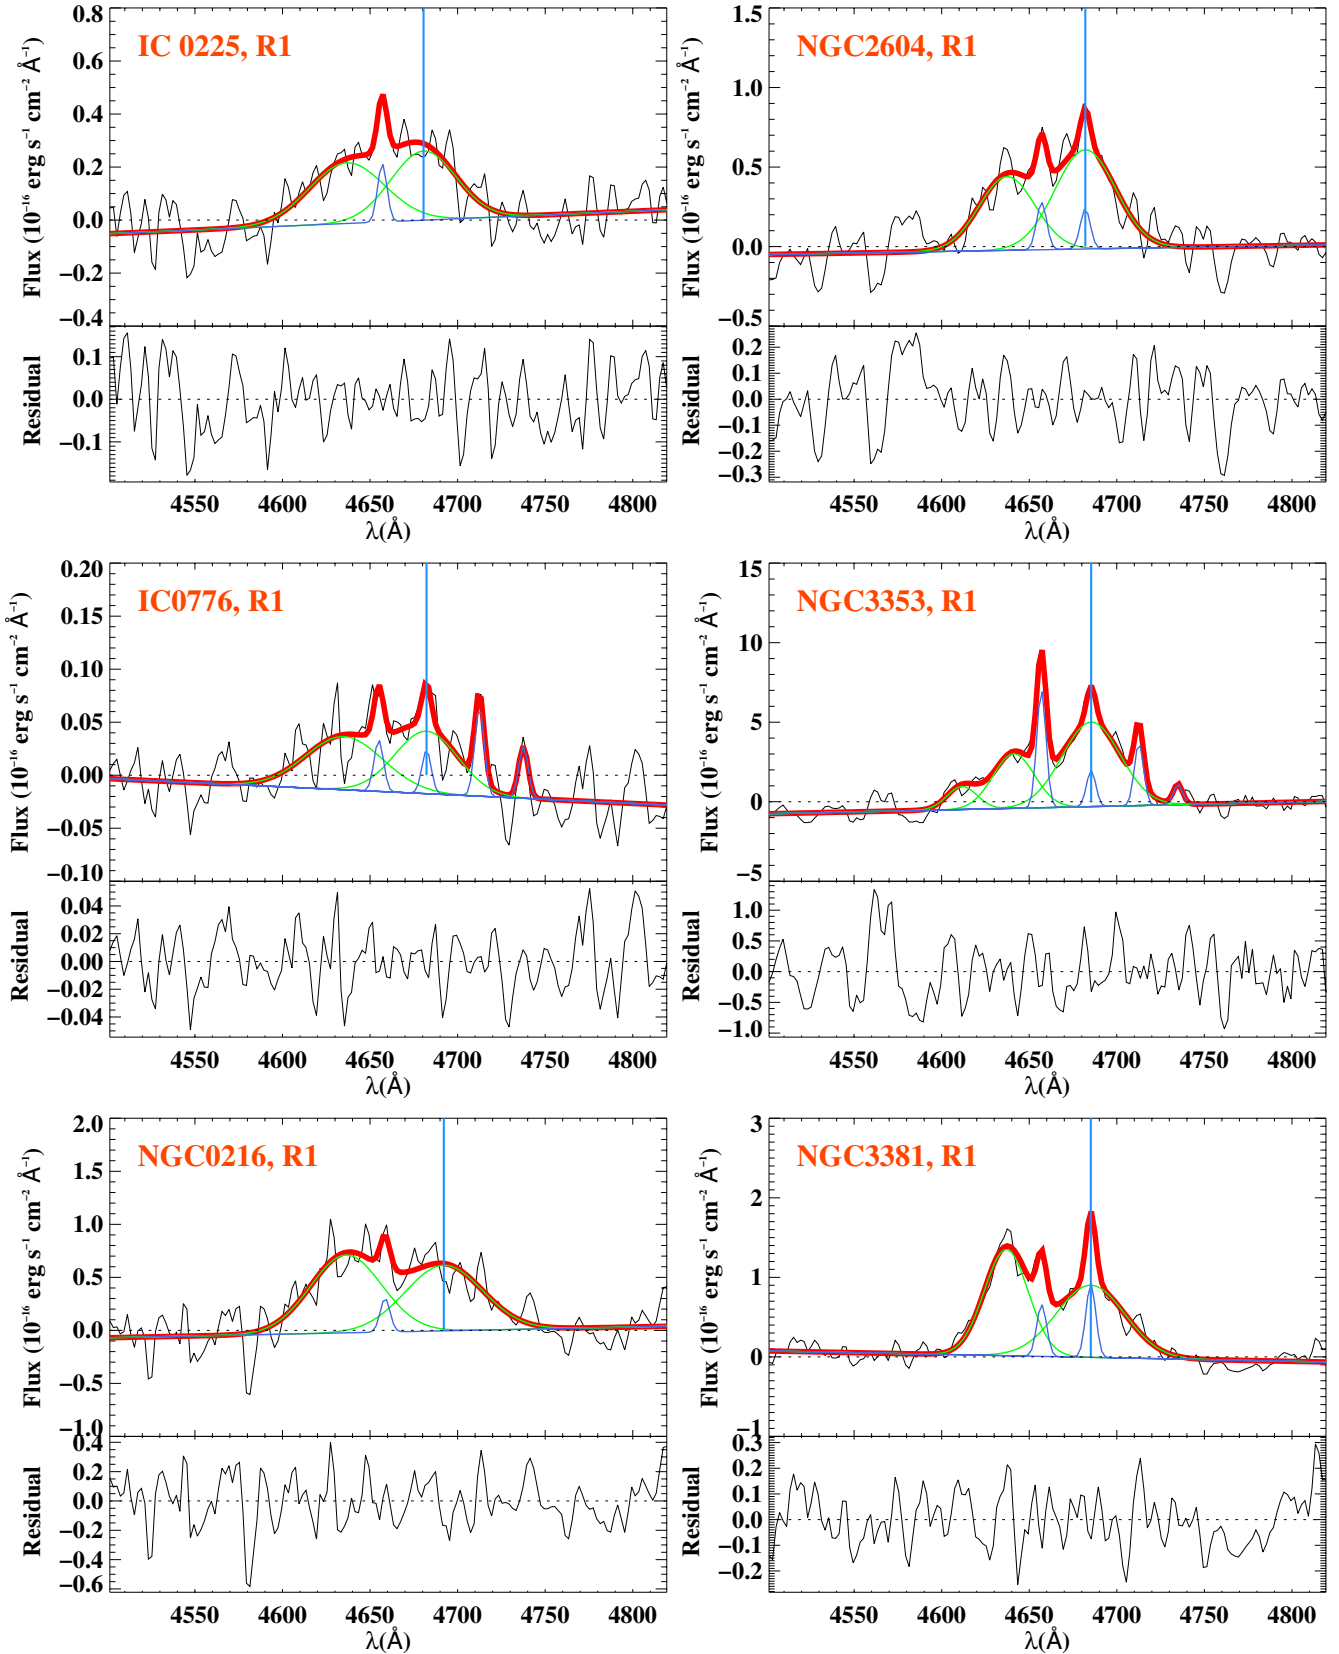 IC 0225, R1
Flux (10⁻¹⁶ erg s⁻¹ cm⁻² Å⁻¹)
0.8
0.6
0.4
0.2
0.0
−0.2
−0.4
Residual
0.1
0.0
−0.1
4550 4600 4650 4700 4750 4800
λ(Å)
NGC2604, R1
Flux (10⁻¹⁶ erg s⁻¹ cm⁻² Å⁻¹)
1.5
1.0
0.5
0.0
−0.5
Residual
0.2
0.1
0.0
−0.1
−0.2
−0.3
4550 4600 4650 4700 4750 4800
λ(Å)
IC0776, R1
Flux (10⁻¹⁶ erg s⁻¹ cm⁻² Å⁻¹)
0.20
0.15
0.10
0.05
0.00
−0.05
−0.10
Residual
0.04
0.02
0.00
−0.02
−0.04
4550 4600 4650 4700 4750 4800
λ(Å)
NGC3353, R1
Flux (10⁻¹⁶ erg s⁻¹ cm⁻² Å⁻¹)
15
10
5
0
−5
Residual
1.0
0.5
0.0
−0.5
−1.0
4550 4600 4650 4700 4750 4800
λ(Å)
NGC0216, R1
Flux (10⁻¹⁶ erg s⁻¹ cm⁻² Å⁻¹)
2.0
1.5
1.0
0.5
0.0
−0.5
−1.0
Residual
0.4
0.2
0.0
−0.2
−0.4
−0.6
4550 4600 4650 4700 4750 4800
λ(Å)
NGC3381, R1
Flux (10⁻¹⁶ erg s⁻¹ cm⁻² Å⁻¹)
3
2
1
0
−1
Residual
0.3
0.2
0.1
0.0
−0.1
−0.2
4550 4600 4650 4700 4750 4800
λ(Å)